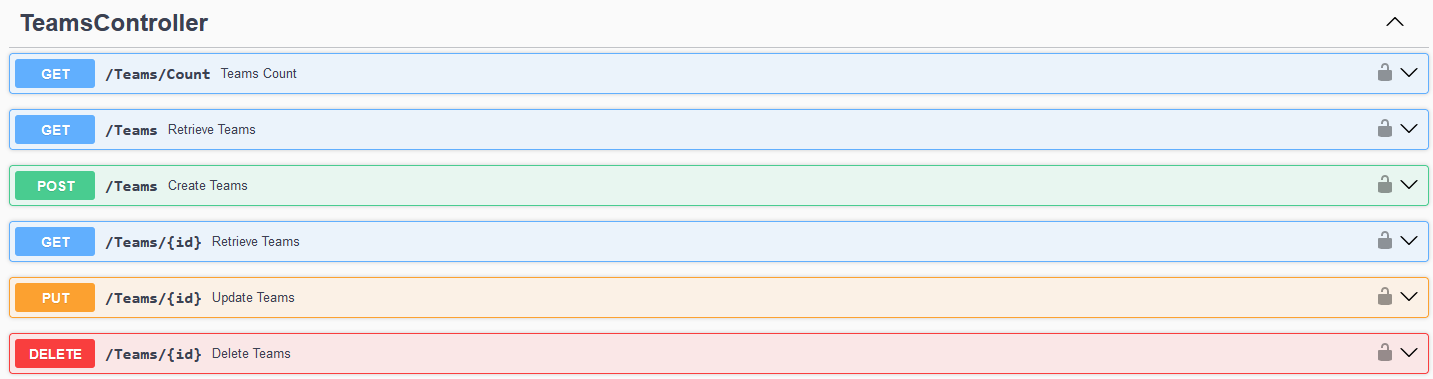 TeamsController
GET /Teams/Count Teams Count
GET /Teams Retrieve Teams
POST /Teams Create Teams
GET /Teams/{id} Retrieve Teams
PUT /Teams/{id} Update Teams
DELETE /Teams/{id} Delete Teams